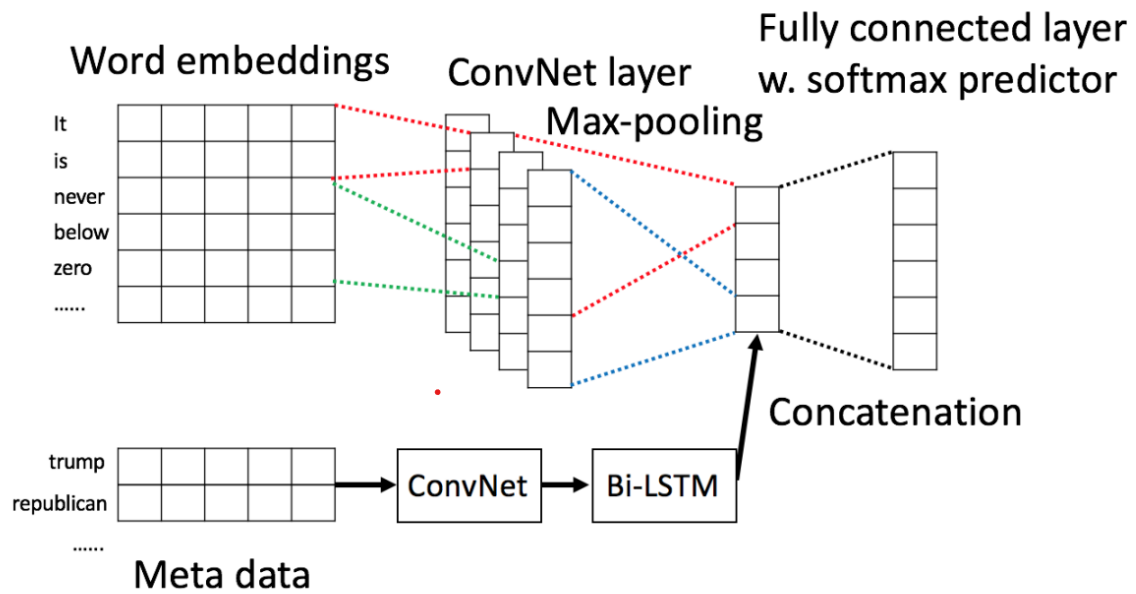 Fully connected layer
w. softmax predictor
Word embeddings
ConvNet layer
Max-pooling
It
is
never
below
zero
......
Concatenation
trump
republican
......
ConvNet
Bi-LSTM
Meta data